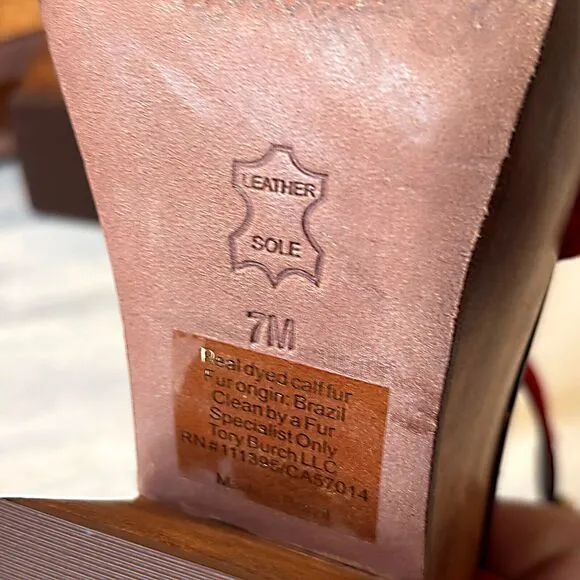 LEATHER
SOLE
7M
Real dyed calf fur
Fur origin: Brazil
Clean by a Fur
Specialist Only
Tory Burch LLC
RN#111395/CA57014